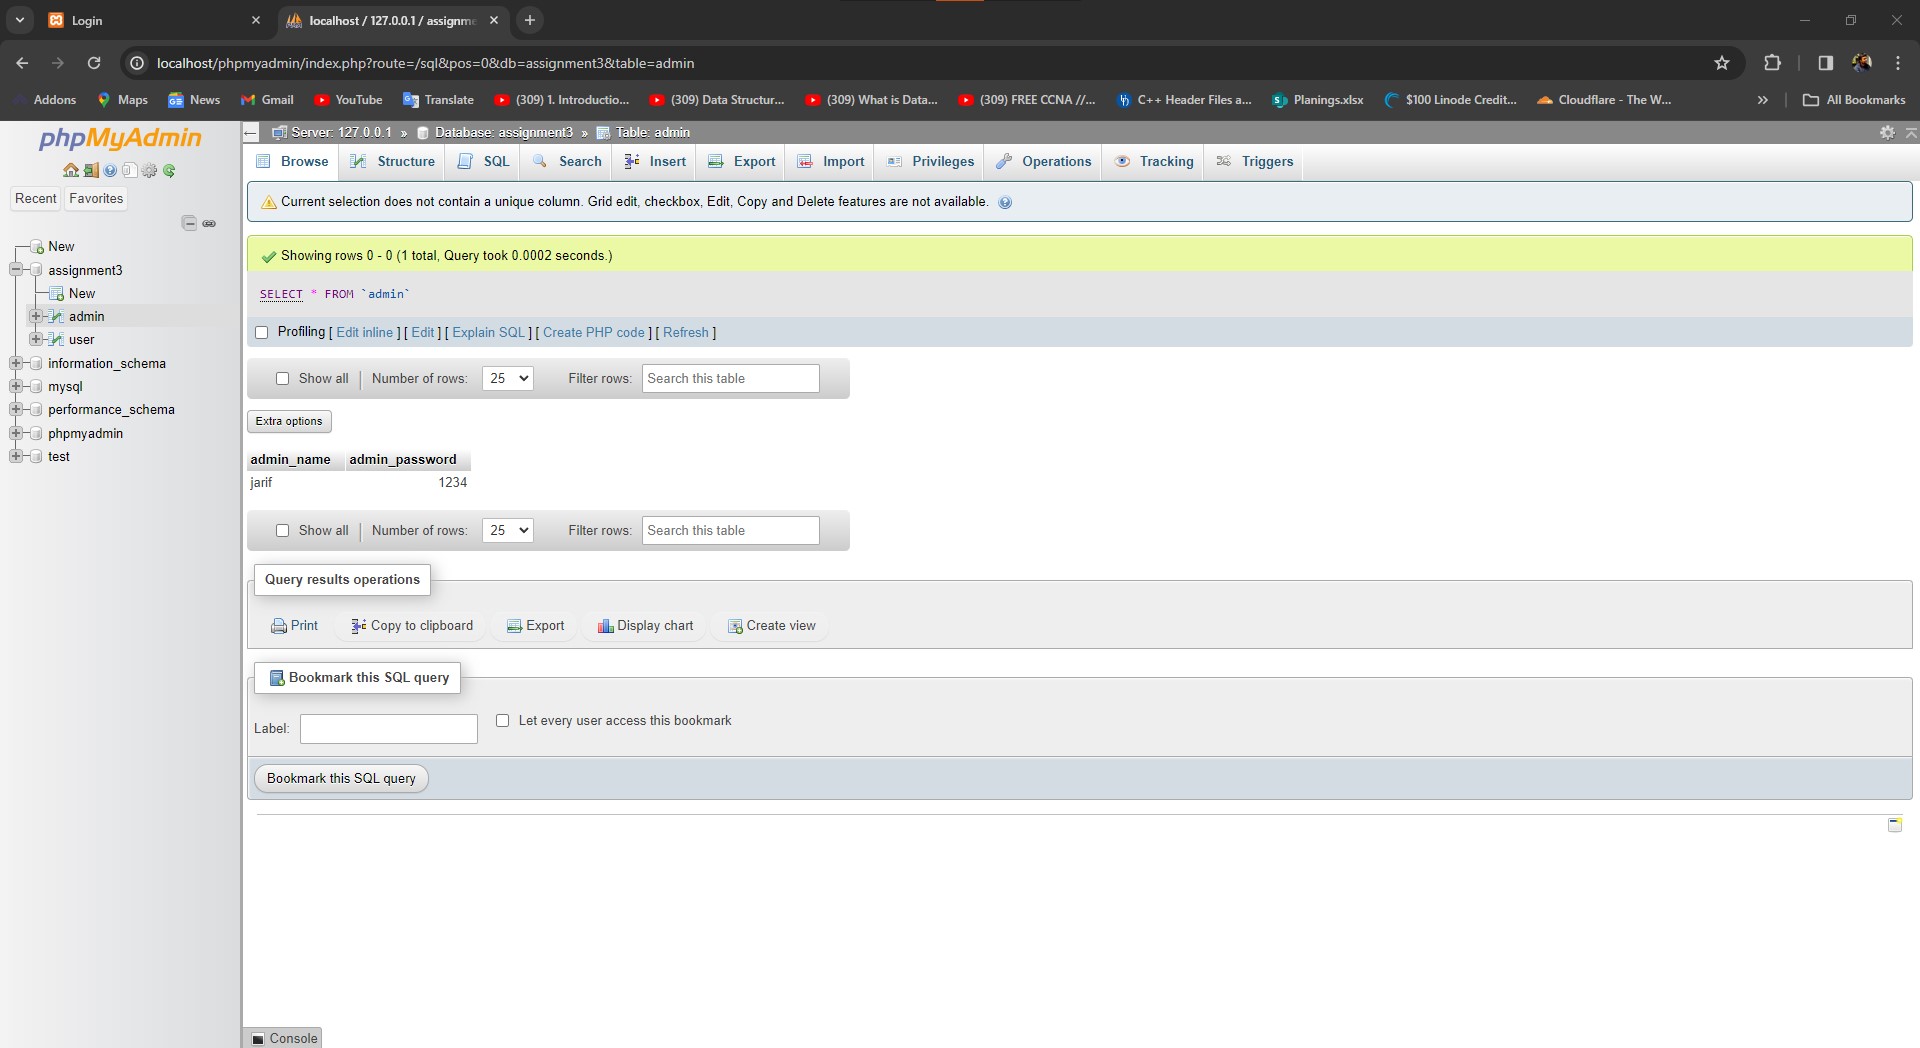 Login
localhost / 127.0.0.1 / assignme
localhost/phpmyadmin/index.php?route=/sql&pos=0&db=assignment3&table=admin
Addons Maps News Gmail YouTube Translate (309) 1. Introductio... (309) Data Structur... (309) What is Data... (309) FREE CCNA //... C++ Header Files a... Planings.xlsx $100 Linode Credit... Cloudflare - The W... » All Bookmarks
phpMyAdmin
Recent Favorites
New
assignment3
New
admin
user
information_schema
mysql
performance_schema
phpmyadmin
test
Server: 127.0.0.1 » Database: assignment3 » Table: admin
Browse Structure SQL Search Insert Export Import Privileges Operations Tracking Triggers
Current selection does not contain a unique column. Grid edit, checkbox, Edit, Copy and Delete features are not available.
Showing rows 0 - 0 (1 total, Query took 0.0002 seconds.)
SELECT * FROM `admin`
Profiling [ Edit inline ] [ Edit ] [ Explain SQL ] [ Create PHP code ] [ Refresh ]
Show all Number of rows: 25 Filter rows: Search this table
Extra options
admin_name admin_password
jarif 1234
Show all Number of rows: 25 Filter rows: Search this table
Query results operations
Print Copy to clipboard Export Display chart Create view
Bookmark this SQL query
Label: Let every user access this bookmark
Bookmark this SQL query
Console